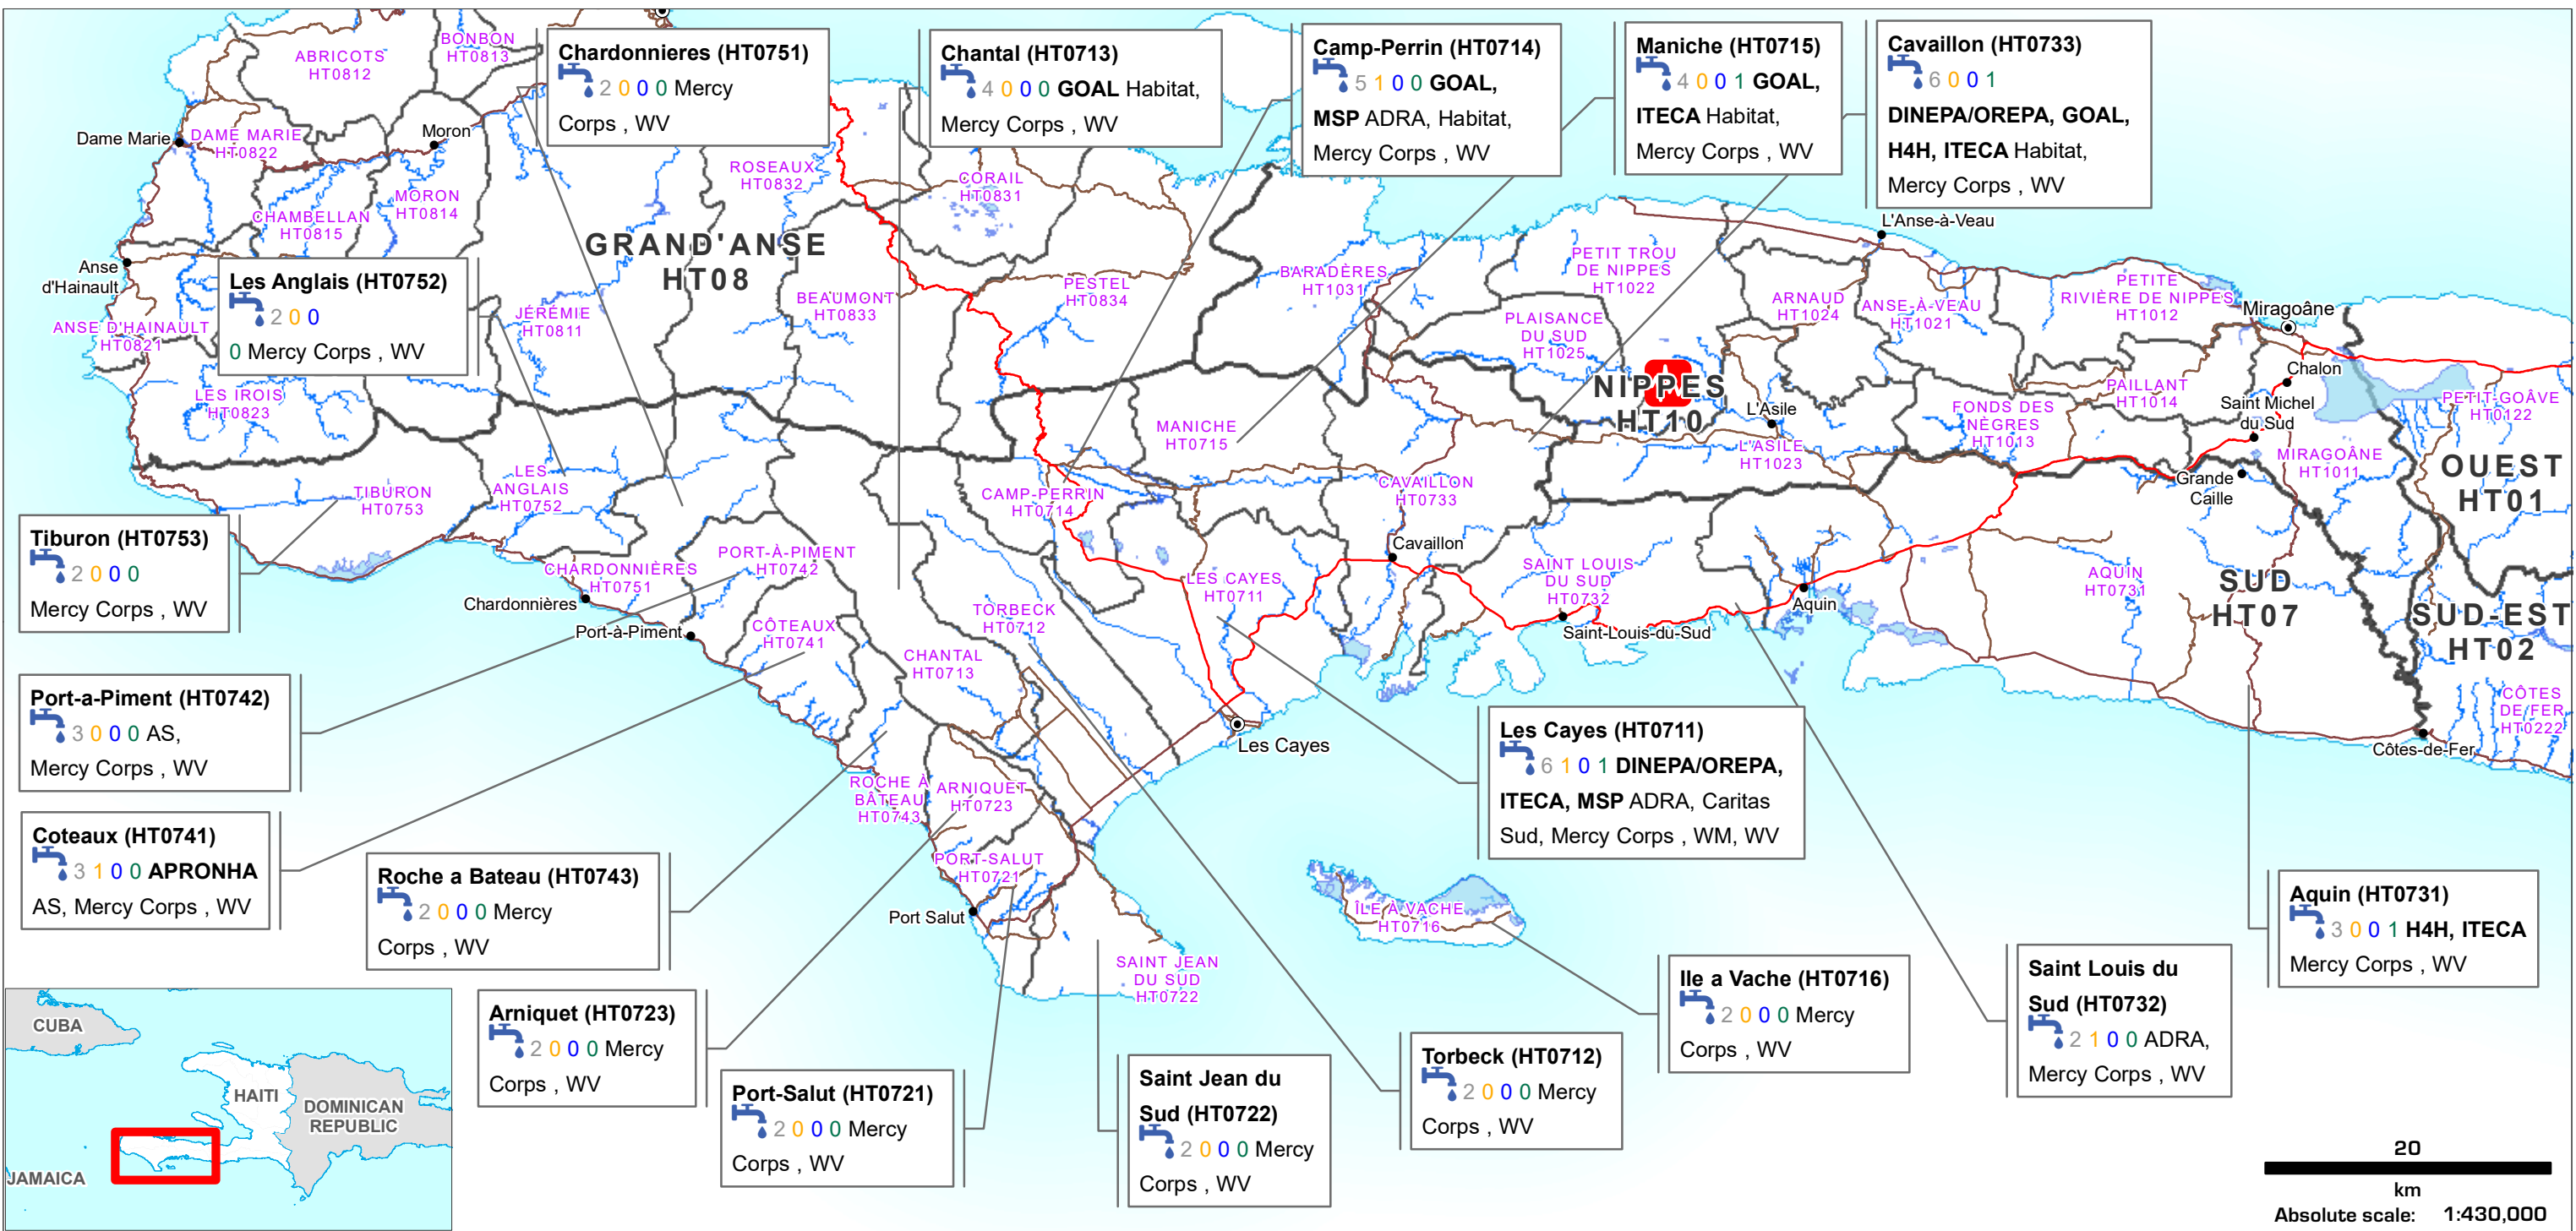 Chardonnieres (HT0751)
2 0 0 0 Mercy
Corps , WV
Chantal (HT0713)
4 0 0 0 GOAL Habitat,
Mercy Corps , WV
Camp-Perrin (HT0714)
5 1 0 0 GOAL,
MSP ADRA, Habitat,
Mercy Corps , WV
Maniche (HT0715)
4 0 0 1 GOAL,
ITECA Habitat,
Mercy Corps , WV
Cavaillon (HT0733)
6 0 0 1
DINEPA/OREPA, GOAL,
H4H, ITECA Habitat,
Mercy Corps , WV
ABRICOTS
HT0812
BONBON
HT0813
Dame Marie
DAME MARIE
HT0822
Moron
MORON
HT0814
CHAMBELLAN
HT0815
ROSEAUX
HT0832
CORAIL
HT0831
GRAND'ANSE
HT08
Anse
d'Hainault
ANSE D'HAINAULT
HT0821
Les Anglais (HT0752)
2 0 0
0 Mercy Corps , WV
JÉRÉMIE
HT0811
BEAUMONT
HT0833
PESTEL
HT0834
BARADÈRES
HT1031
PETIT TROU
DE NIPPES
HT1022
L'Anse-à-Veau
ARNAUD
HT1024
ANSE-À-VEAU
HT1021
PETITE
RIVIÈRE DE NIPPES
HT1012
Miragoâne
PLAISANCE
DU SUD
HT1025
NIPPES
HT10
L'Asile
L'ASILE
HT1023
Chalon
PAILLANT
HT1014
Saint Michel
du Sud
FONDS DES
NÈGRES
HT1013
PETIT-GOÂVE
HT0122
MIRAGOÂNE
HT1011
Grande
Caille
OUEST
HT01
LES IROIS
HT0823
MANICHE
HT0715
TIBURON
HT0753
LES
ANGLAIS
HT0752
CAMP-PERRIN
HT0714
CAVAILLON
HT0733
Cavaillon
Tiburon (HT0753)
2 0 0 0
Mercy Corps , WV
CHARDONNIÈRES
HT0751
Chardonnières
PORT-À-PIMENT
HT0742
Port-à-Piment
CÔTEAUX
HT0741
TORBECK
HT0712
CHANTAL
HT0713
LES CAYES
HT0711
SAINT LOUIS
DU SUD
HT0732
Saint-Louis-du-Sud
Aquin
AQUIN
HT0731
SUD
HT07
SUD-EST
HT02
CÔTES
DE FER
HT0222
Côtes-de-Fer
Port-a-Piment (HT0742)
3 0 0 0 AS,
Mercy Corps , WV
Les Cayes
Les Cayes (HT0711)
6 1 0 1 DINEPA/OREPA,
ITECA, MSP ADRA, Caritas
Sud, Mercy Corps , WM, WV
Coteaux (HT0741)
3 1 0 0 APRONHA
AS, Mercy Corps , WV
ROCHE À
BÂTEAU
HT0743
ARNIQUET
HT0723
PORT-SALUT
HT0721
Port Salut
Roche a Bateau (HT0743)
2 0 0 0 Mercy
Corps , WV
ÎLE À VACHE
HT0716
SAINT JEAN
DU SUD
HT0722
Aquin (HT0731)
3 0 0 1 H4H, ITECA
Mercy Corps , WV
Ile a Vache (HT0716)
2 0 0 0 Mercy
Corps , WV
Saint Louis du
Sud (HT0732)
2 1 0 0 ADRA,
Mercy Corps , WV
Arniquet (HT0723)
2 0 0 0 Mercy
Corps , WV
Port-Salut (HT0721)
2 0 0 0 Mercy
Corps , WV
Saint Jean du
Sud (HT0722)
2 0 0 0 Mercy
Corps , WV
Torbeck (HT0712)
2 0 0 0 Mercy
Corps , WV
CUBA
HAITI
DOMINICAN
REPUBLIC
JAMAICA
20
km
Absolute scale: 1:430,000